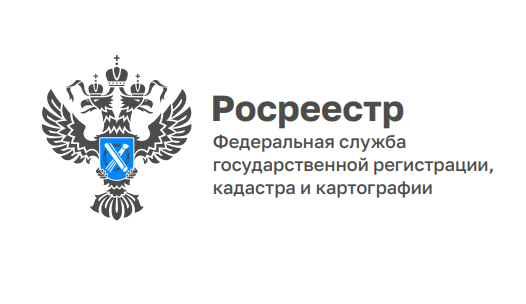 Росреестр
Федеральная служба
государственной регистрации,
кадастра и картографии